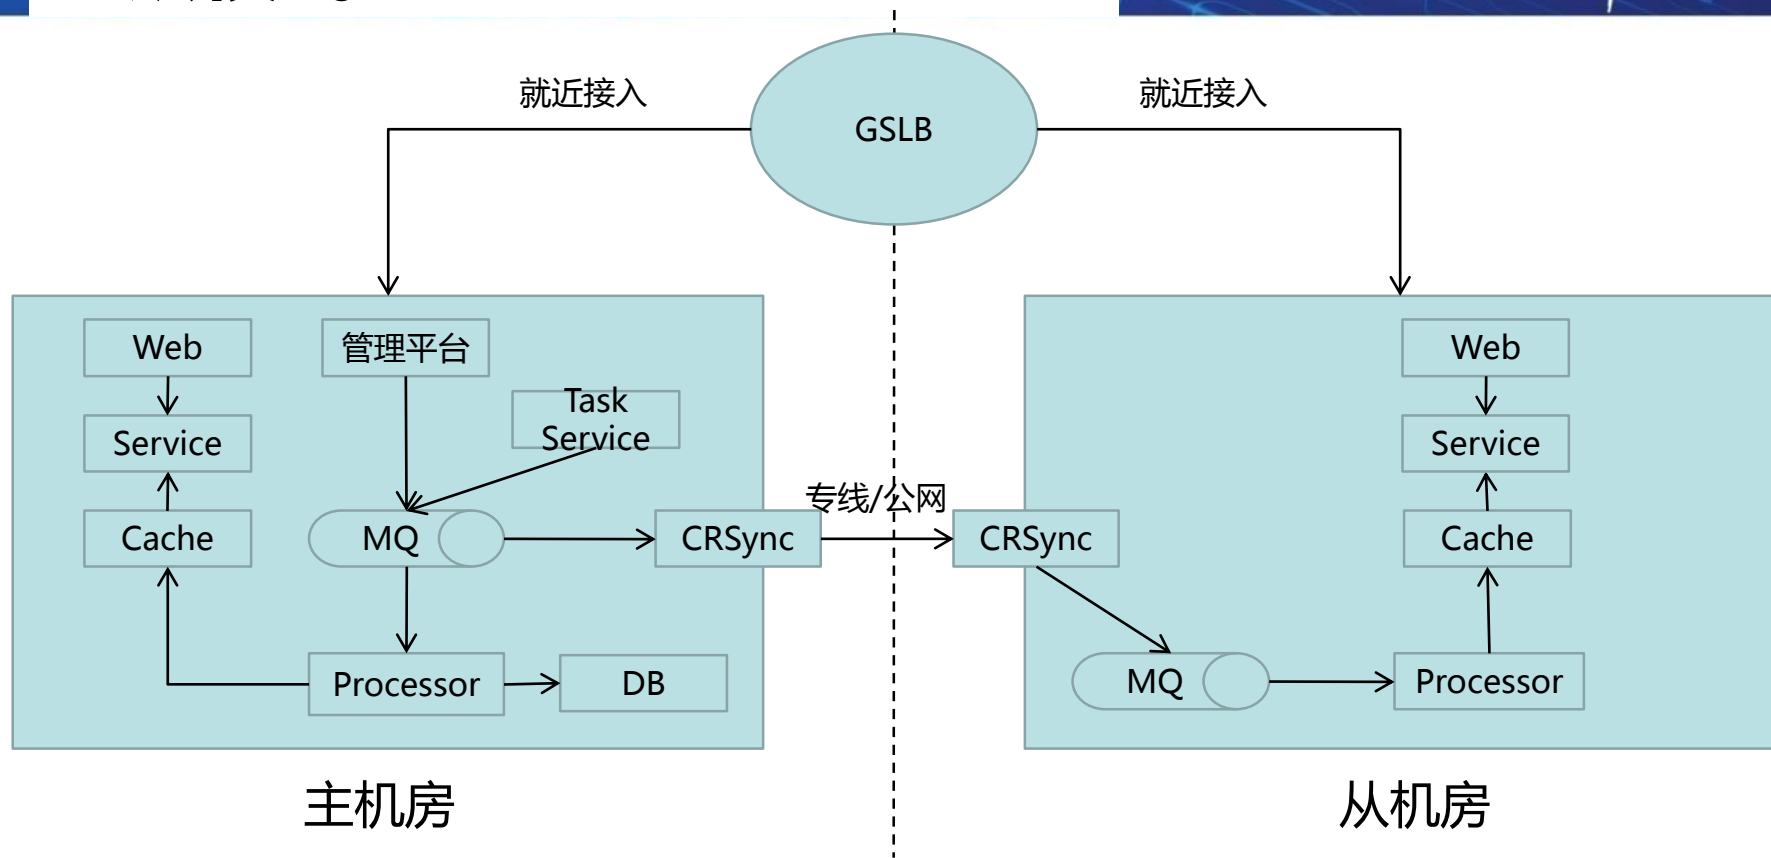 GSLB
就近接入
就近接入
Web
管理平台
Task
Service
Service
Cache
MQ
CRSync
Processor
DB
专线/公网
CRSync
Web
Service
Cache
MQ
Processor
主机房
从机房